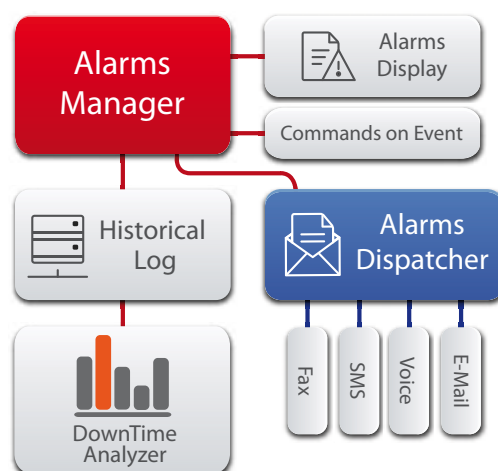 Alarms
Manager
Alarms
Display
Commands on Event
Historical
Log
Alarms
Dispatcher
Fax
SMS
Voice
E-Mail
DownTime
Analyzer